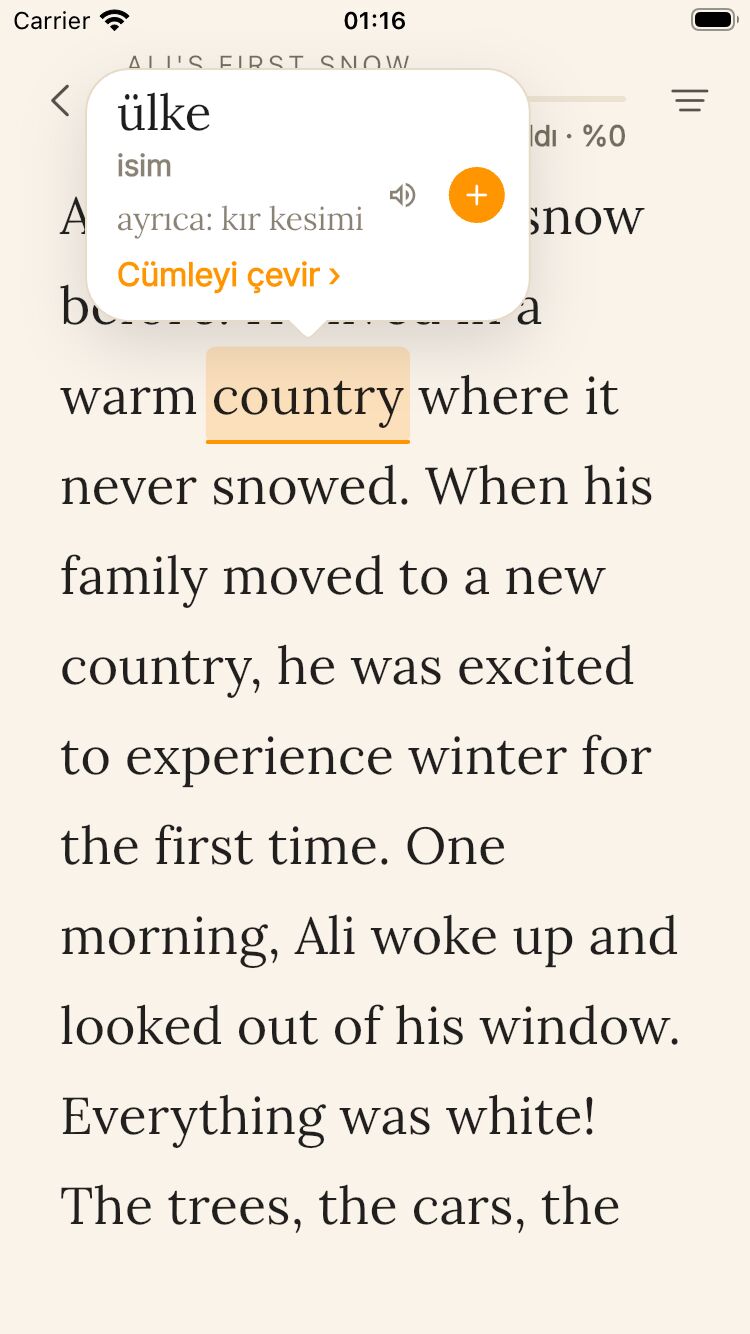 Carrier 01:16
ALI'S FIRST SNOW
ülke
isim
ayrıca: kır kesimi
Cümleyi çevir ›
· %0
snow
a
warm country where it
never snowed. When his
family moved to a new
country, he was excited
to experience winter for
the first time. One
morning, Ali woke up and
looked out of his window.
Everything was white!
The trees, the cars, the